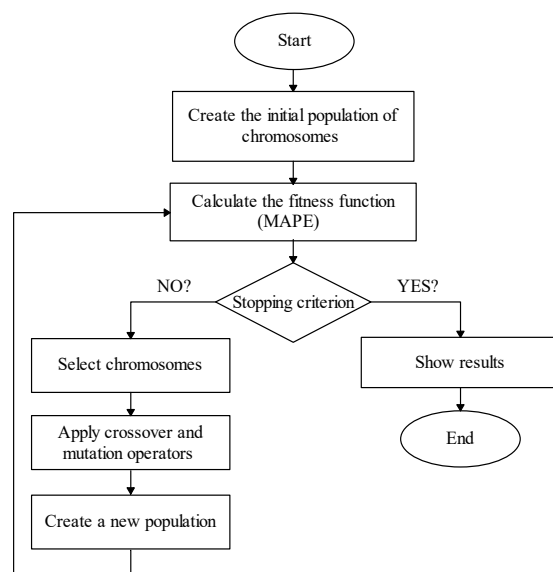 Start
Create the initial population of
chromosomes
Calculate the fitness function
(MAPE)
Stopping criterion
NO?
YES?
Select chromosomes
Show results
Apply crossover and
mutation operators
End
Create a new population